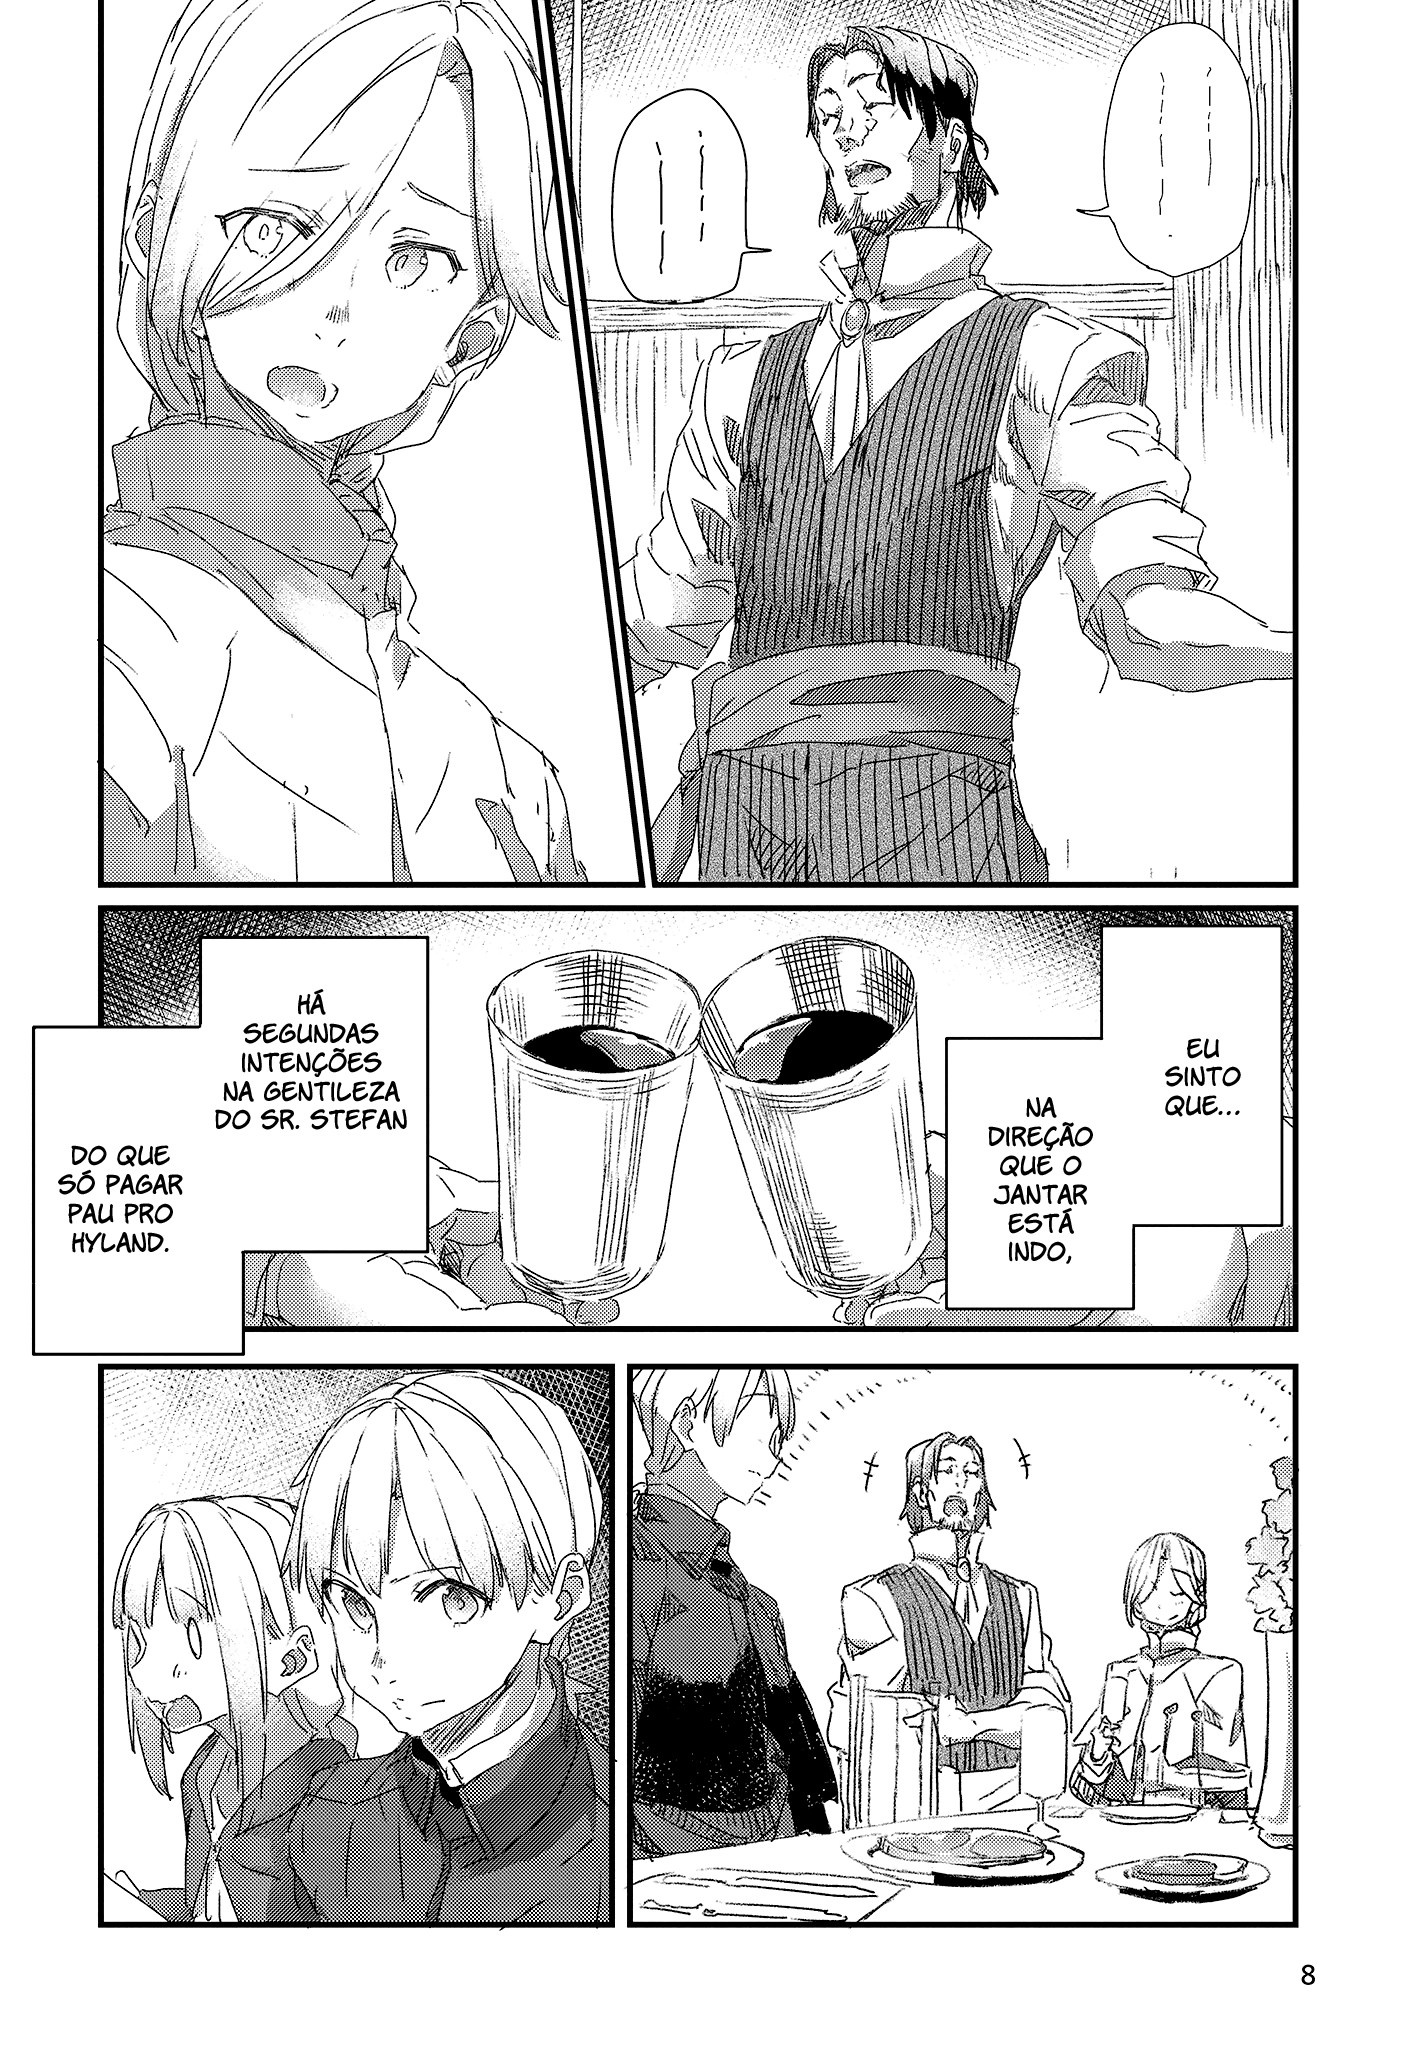 EU
SINTO
QUE...
NA
DIREÇÃO
QUE O
JANTAR
ESTÁ
INDO,
HÁ
SEGUNDAS
INTENÇÕES
NA GENTILEZA
DO SR. STEFAN
DO QUE
SÓ PAGAR
PAU PRO
HYLAND.
8